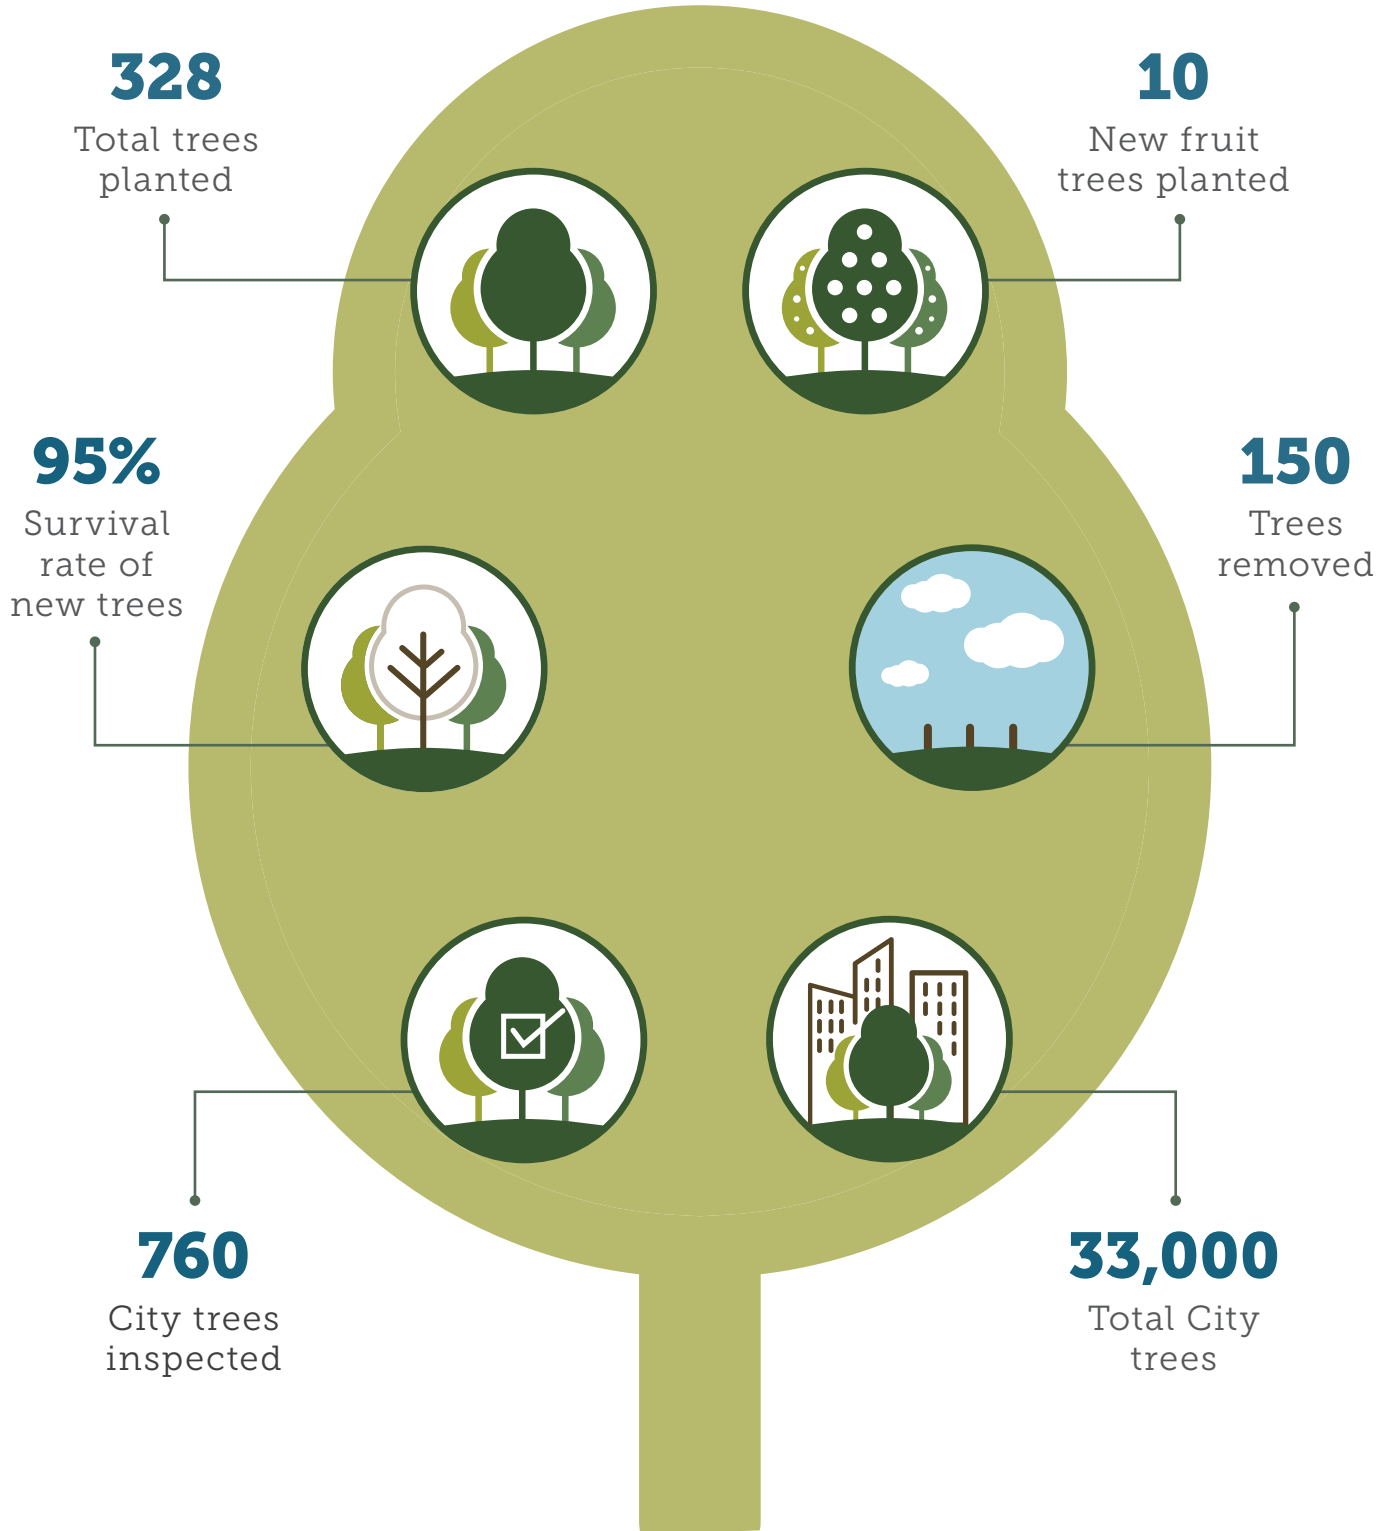 328
Total trees
planted
10
New fruit
trees planted
95%
Survival
rate of
new trees
150
Trees
removed
760
City trees
inspected
33,000
Total City
trees